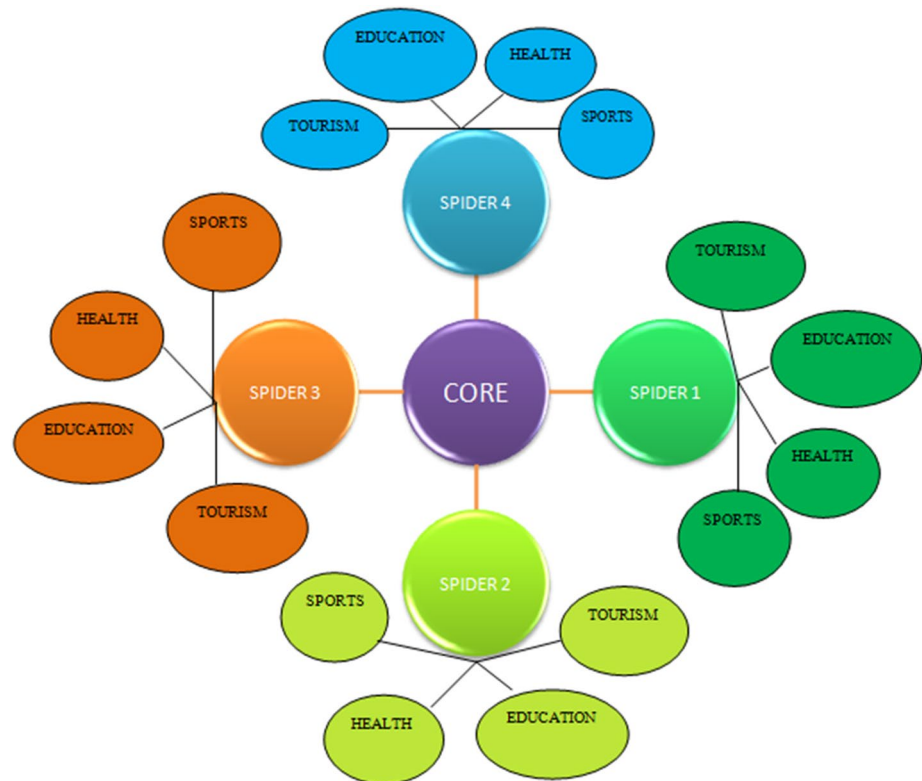 EDUCATION
HEALTH
TOURISM
SPORTS
SPIDER 4
SPORTS
TOURISM
HEALTH
EDUCATION
SPIDER 3
CORE
SPIDER 1
EDUCATION
HEALTH
TOURISM
SPORTS
SPIDER 2
SPORTS
TOURISM
HEALTH
EDUCATION